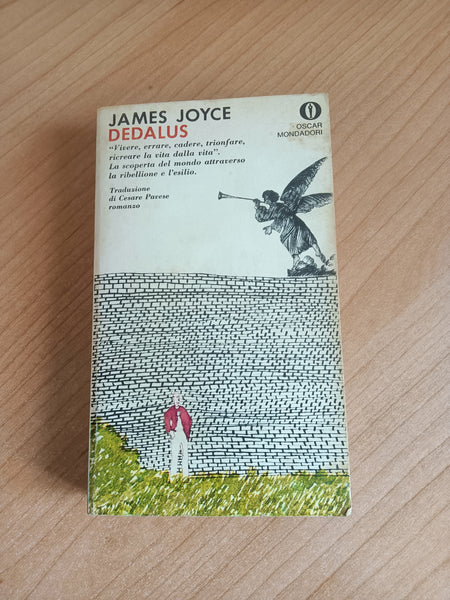 JAMES JOYCE
DEDALUS
"Vivere, errare, cadere, trionfare,
ricreare la vita dalla vita".
La scoperta del mondo attraverso
la ribellione e l'esilio.
Traduzione
di Cesare Pavese
romanzo
OSCAR
MONDADORI